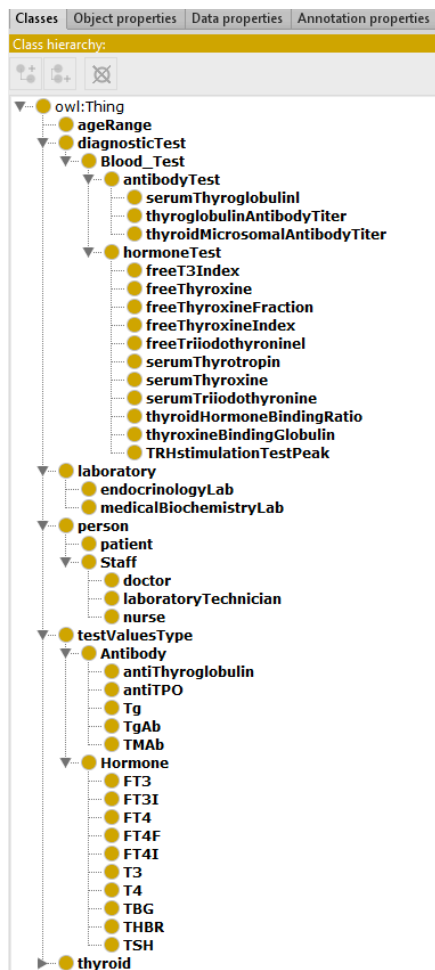 Classes Object properties Data properties Annotation properties
Class hierarchy:
owl:Thing
ageRange
diagnosticTest
Blood_Test
antibodyTest
serumThyroglobulinl
thyroglobulinAntibodyTiter
thyroidMicrosomalAntibodyTiter
hormoneTest
freeT3Index
freeThyroxine
freeThyroxineFraction
freeThyroxineIndex
freeTriiodothyroninel
serumThyrotropin
serumThyroxine
serumTriiodothyronine
thyroidHormoneBindingRatio
thyroxineBindingGlobulin
TRHstimulationTestPeak
laboratory
endocrinologyLab
medicalBiochemistryLab
person
patient
Staff
doctor
laboratoryTechnician
nurse
testValuesType
Antibody
antiThyroglobulin
antiTPO
Tg
TgAb
TMAb
Hormone
FT3
FT3I
FT4
FT4F
FT4I
T3
T4
TBG
THBR
TSH
thyroid